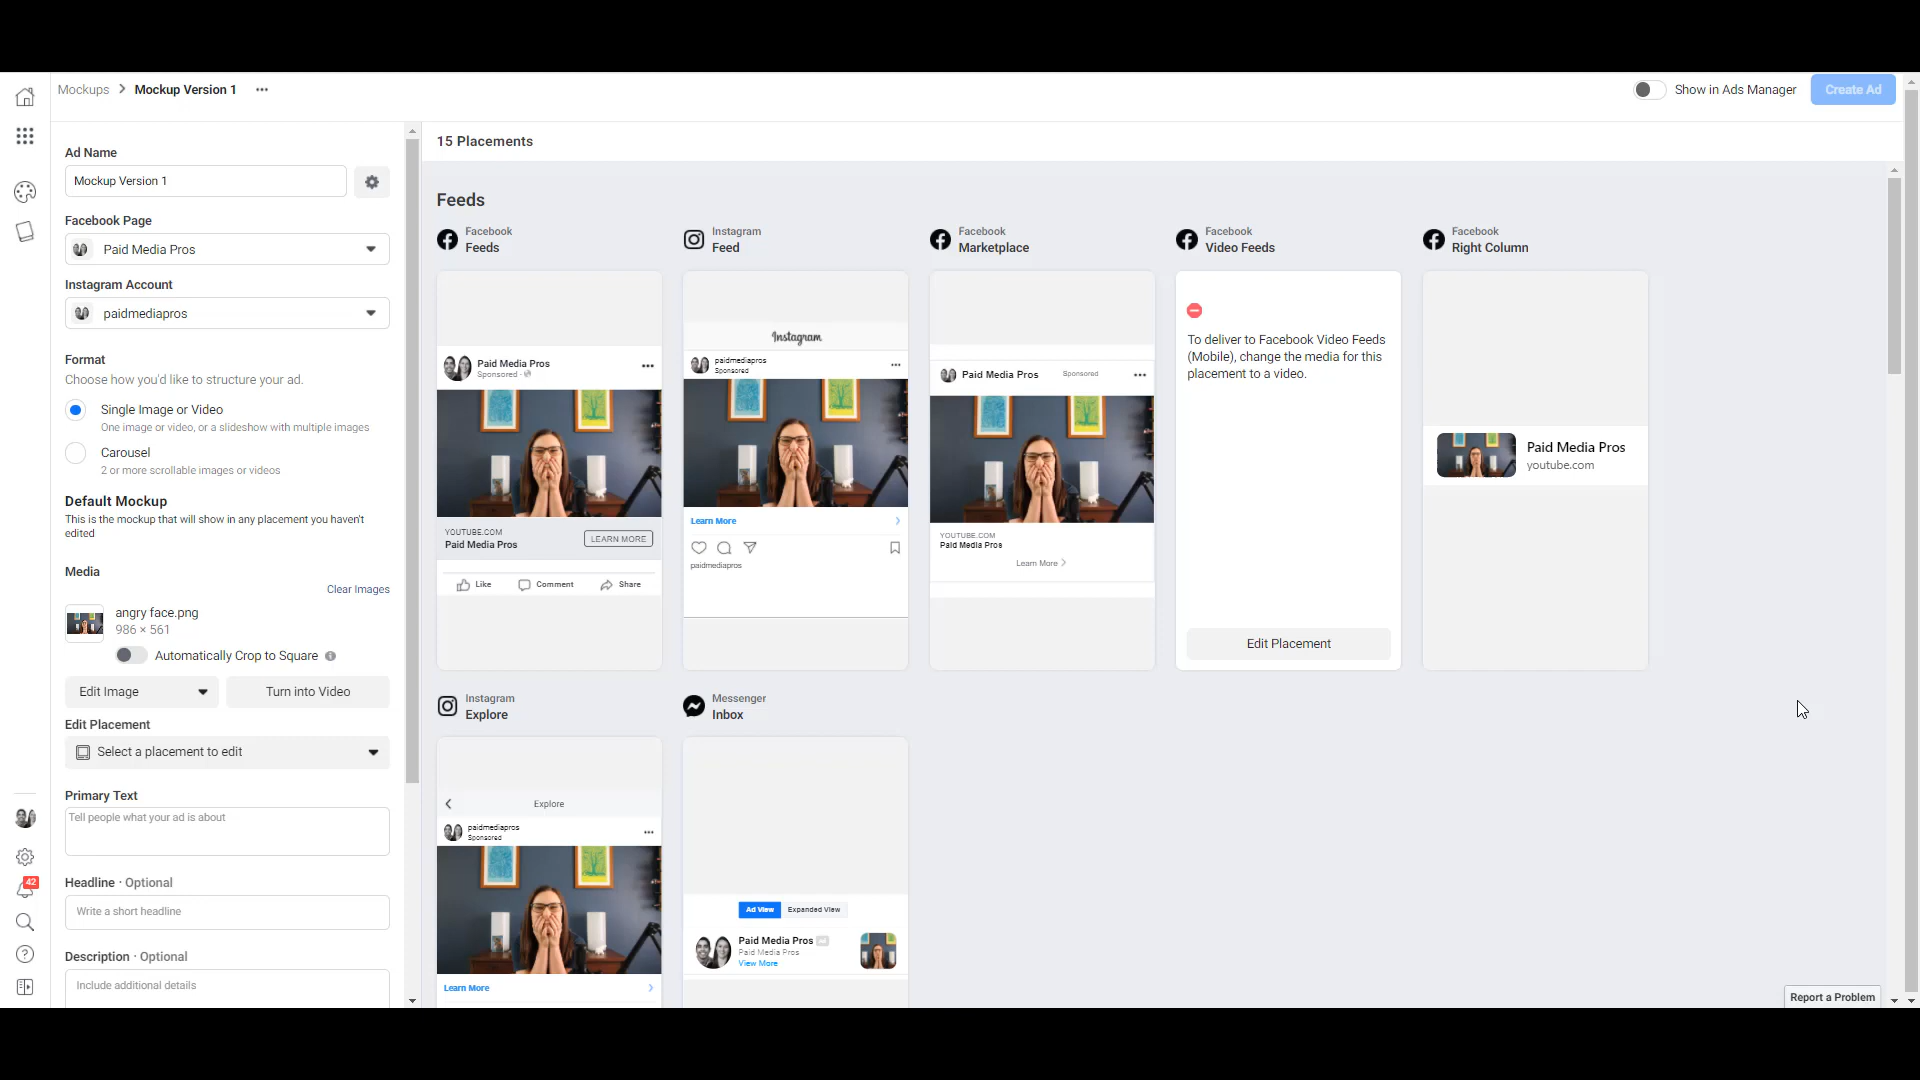 Mockups
Mockup Version 1
Show in Ads Manager
Create Ad
Ad Name
Mockup Version 1
Facebook Page
Paid Media Pros
Instagram Account
paidmediapros
Format
Choose how you'd like to structure your ad.
Single Image or Video
One image or video, or a slideshow with multiple images
Carousel
2 or more scrollable images or videos
Default Mockup
This is the mockup that will show in any placement you haven't
edited
Media
Clear Images
angry face.png
986 × 561
Automatically Crop to Square
Edit Image
Turn into Video
Edit Placement
Select a placement to edit
Primary Text
Tell people what your ad is about
Headline · Optional
Write a short headline
Description · Optional
Include additional details
42
15 Placements
Feeds
Facebook
Feeds
Paid Media Pros
Sponsored ·
YOUTUBE.COM
Paid Media Pros
LEARN MORE
Like
Comment
Share
Instagram
Feed
Instagram
paidmediapros
Sponsored
Learn More
paidmediapros
Facebook
Marketplace
Paid Media Pros
Sponsored
YOUTUBE.COM
Paid Media Pros
Learn More
Facebook
Video Feeds
To deliver to Facebook Video Feeds
(Mobile), change the media for this
placement to a video.
Edit Placement
Facebook
Right Column
Paid Media Pros
youtube.com
Instagram
Explore
Explore
paidmediapros
Sponsored
Learn More
Messenger
Inbox
Ad View
Expanded View
Paid Media Pros
Paid Media Pros
View More
Report a Problem